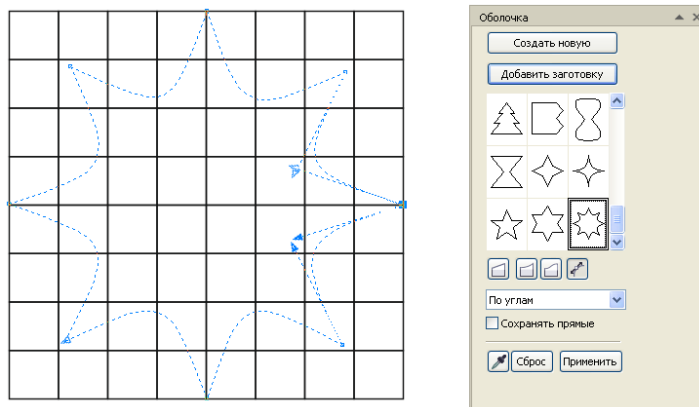 Оболочка
Создать новую
Добавить заготовку
По углам
Сохранять прямые
Сброс
Применить